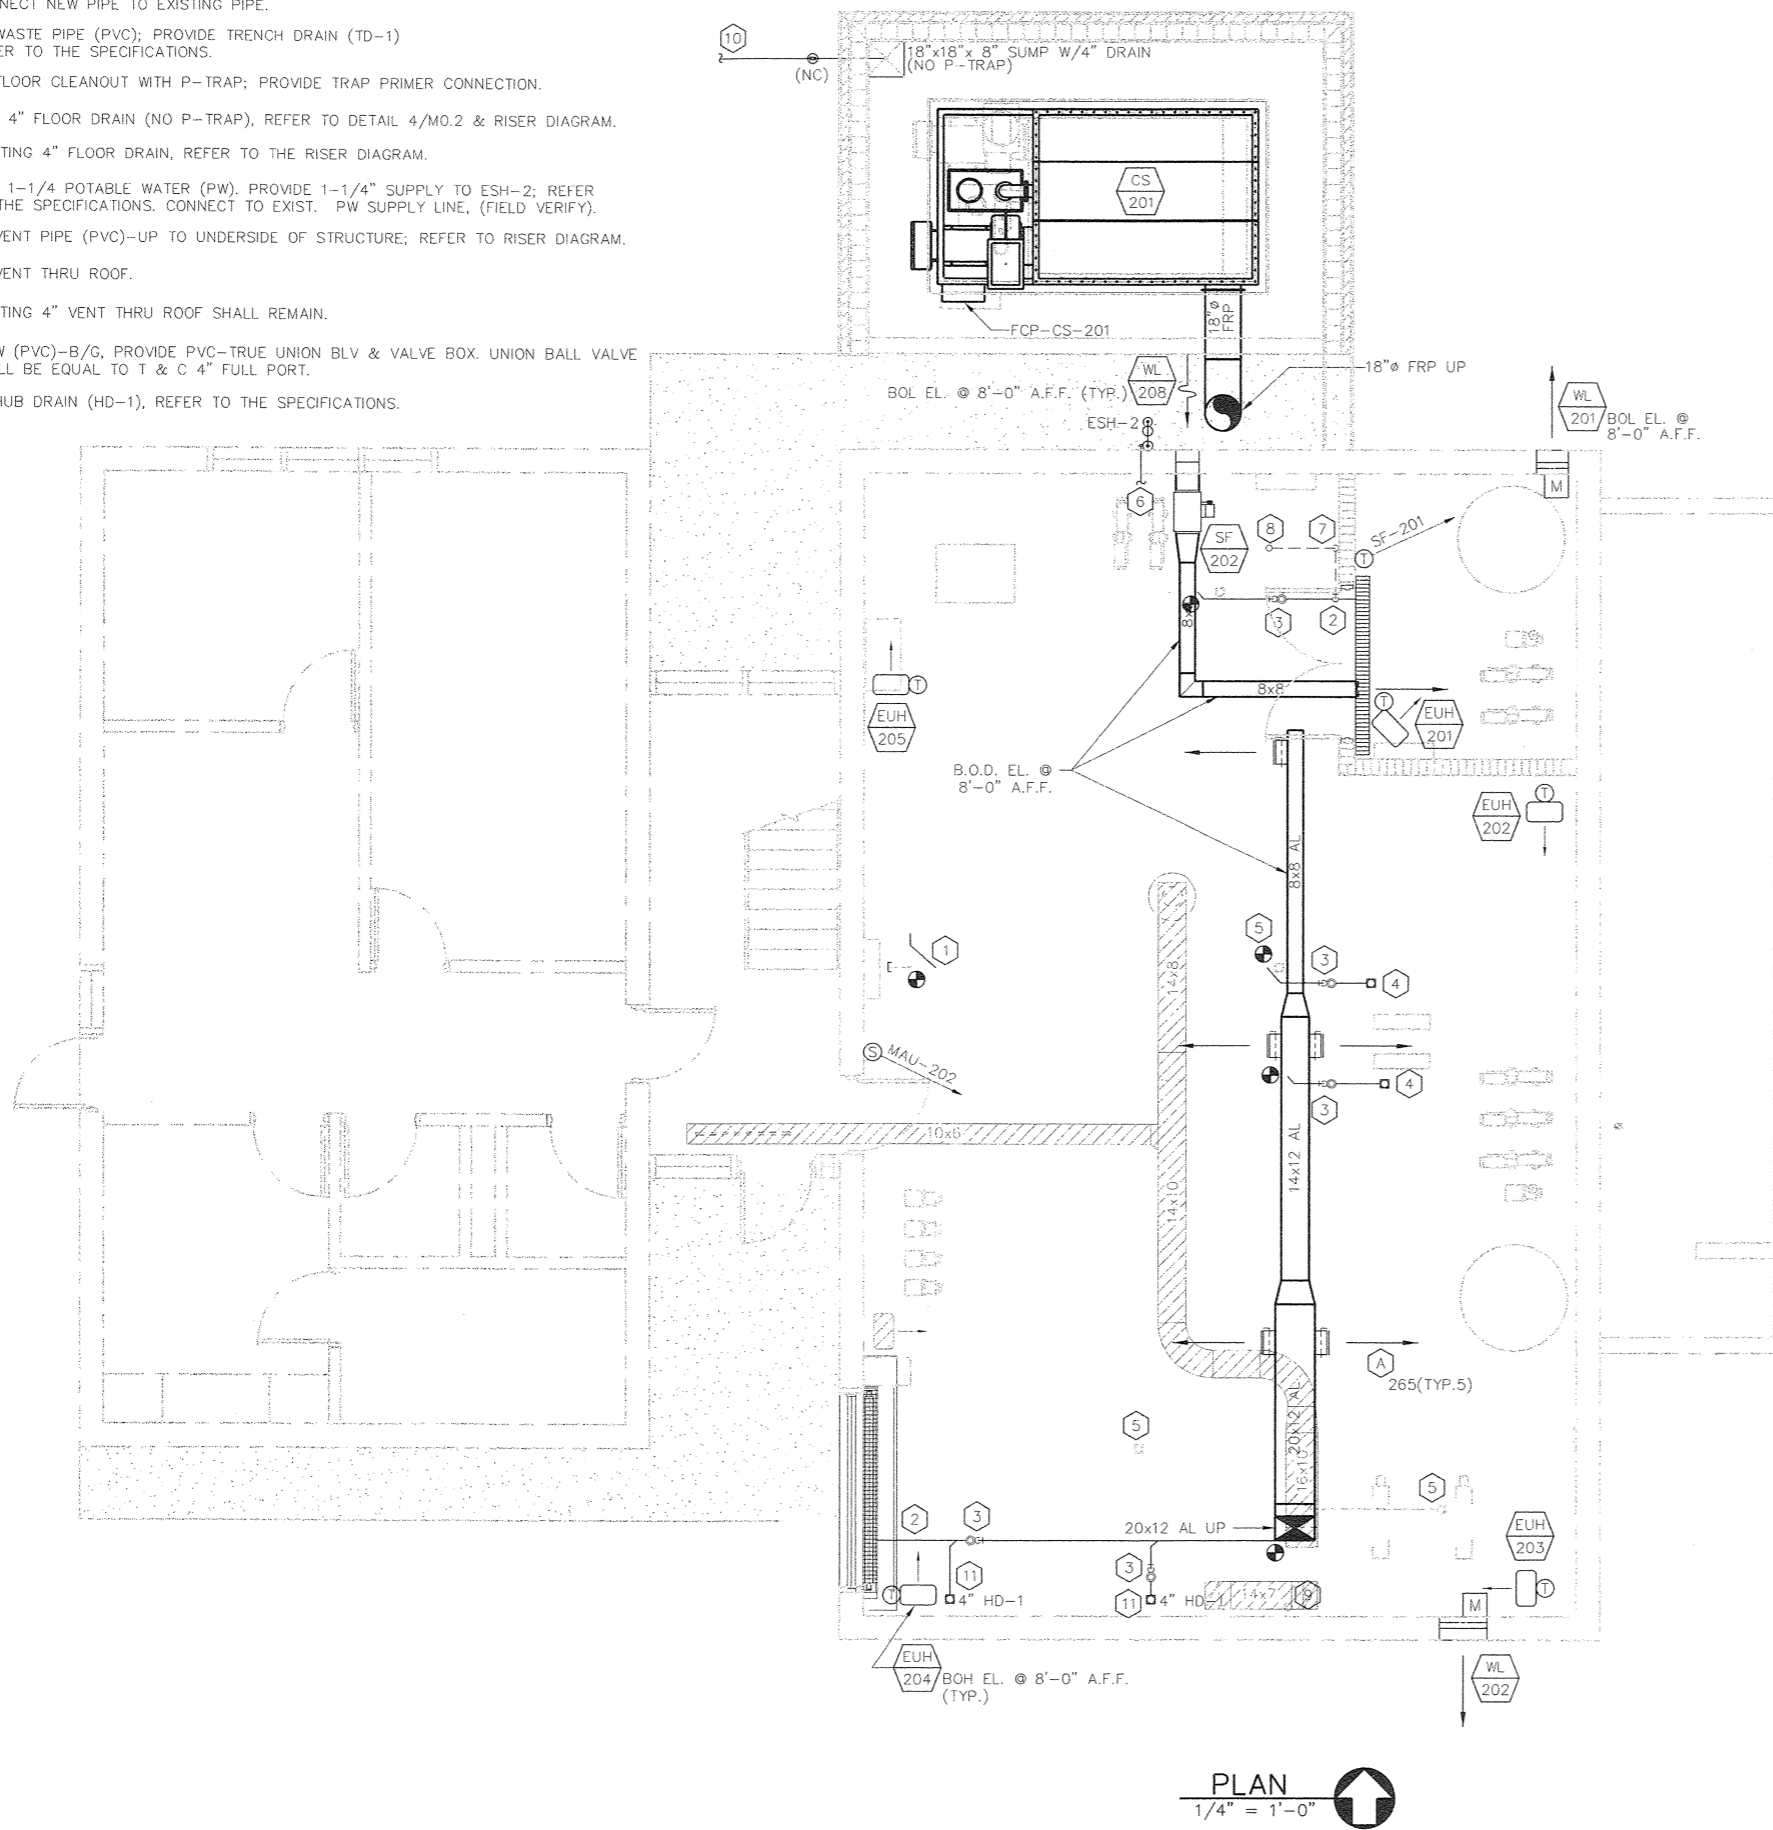 NNECT NEW PIPE TO EXISTING PIPE.
WASTE PIPE (PVC); PROVIDE TRENCH DRAIN (TD-1)
ER TO THE SPECIFICATIONS.
FLOOR CLEANOUT WITH P-TRAP; PROVIDE TRAP PRIMER CONNECTION.
4" FLOOR DRAIN (NO P-TRAP), REFER TO DETAIL 4/M0.2 & RISER DIAGRAM.
TING 4" FLOOR DRAIN, REFER TO THE RISER DIAGRAM.
1-1/4 POTABLE WATER (PW). PROVIDE 1-1/4" SUPPLY TO ESH-2; REFER
THE SPECIFICATIONS. CONNECT TO EXIST. PW SUPPLY LINE, (FIELD VERIFY).
VENT PIPE (PVC)-UP TO UNDERSIDE OF STRUCTURE; REFER TO RISER DIAGRAM.
VENT THRU ROOF.
TING 4" VENT THRU ROOF SHALL REMAIN.
W (PVC)-B/G, PROVIDE PVC-TRUE UNION BLV & VALVE BOX. UNION BALL VALVE
LL BE EQUAL TO T & C 4" FULL PORT.
HUB DRAIN (HD-1), REFER TO THE SPECIFICATIONS.
10
(NC)
18"x18"x 8" SUMP W/4" DRAIN
(NO P-TRAP)
CS
201
FCP-CS-201
18"ø
FRP
18"ø FRP UP
BOL EL. @ 8'-0" A.F.F. (TYP.)
WL
208
ESH-2
WL
201
BOL EL. @
8'-0" A.F.F.
M
6
SF
202
8
7
T
SF-201
3
2
8x8
8x8
T
EUH
205
T
EUH
201
B.O.D. EL. @
8'-0" A.F.F.
T
EUH
202
8x8 AL
5
3
4
1
14x8
S
MAU-202
4
3
10x6
14x12 AL
14x10
A
265(TYP.5)
20x12 AL
16x10
5
5
2
3
20x12 AL UP
EUH
203
T
3
11
4" HD-1
11
4" HD-1
14x7
9
M
T
EUH
204
BOH EL. @ 8'-0" A.F.F.
(TYP.)
WL
202
PLAN
1/4" = 1'-0"